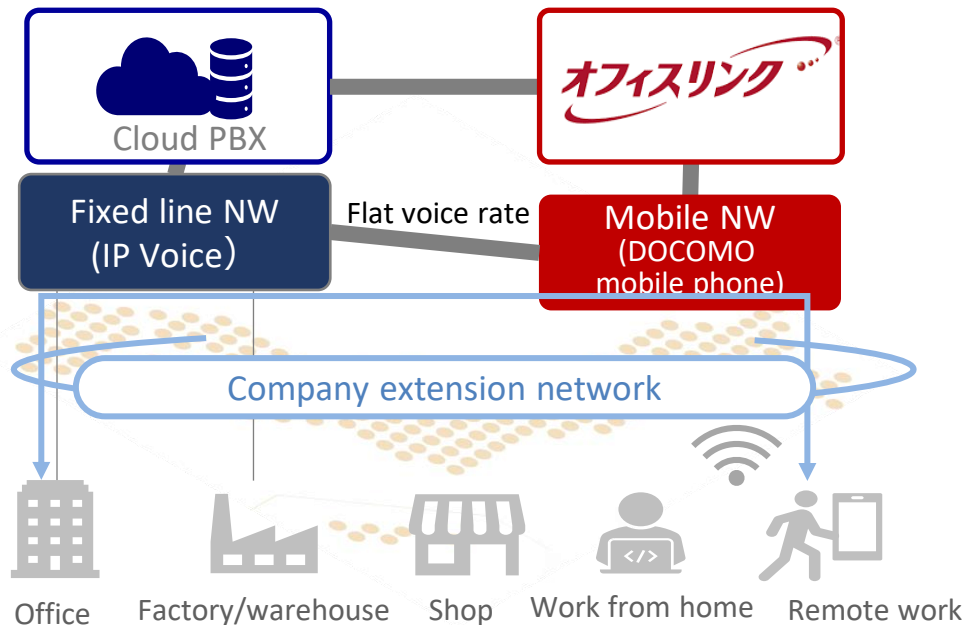 Cloud PBX
オフィスリンク
®
Fixed line NW
(IP Voice）
Flat voice rate
Mobile NW
(DOCOMO
mobile phone)
Company extension network
</>
Office
Factory/warehouse
Shop
Work from home
Remote work